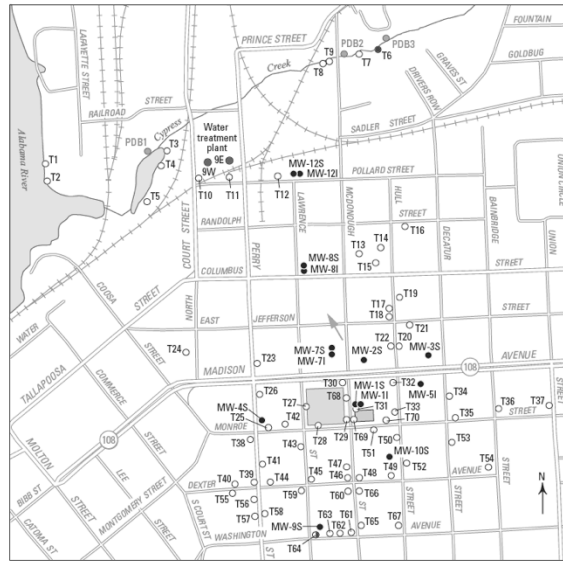 PRINCE STREET
FOUNTAIN
LAFAYETTE STREET
PDB2
PDB3
T9
T8
T7
T6
GRAVES ST
GOLDBUG
DRIVERS ROW
Creek
Cypress
RAILROAD STREET
SADLER STREET
PDB1
Water
treatment
plant
9E
9W
T3
T4
T5
T1
T2
Alabama River
MW-12S
MW-12I
POLLARD STREET
T10
T11
T12
UNION CIRCLE
RANDOLPH STREET
COURT STREET
NORTH
PERRY
LAWRENCE
MCDONOUGH
HULL
DECATUR
BAINBRIDGE
UNION
T16
T14
T13
T15
MW-8S
MW-8I
COLUMBUS STREET
COOSA STREET
T19
T17
T18
EAST JEFFERSON STREET
WATER
T21
T22
T20
MW-7S
MW-7I
MW-2S
MW-3S
T24
T23
108
MADISON AVENUE
TALLAPOOSA STREET
COMMERCE STREET
T30
T32
MW-1S
MW-1I
MW-5I
T26
T27
T68
T31
T33
T34
T35
T36
T37
MW-4S
T25
T42
MONROE STREET
T28
T29
T69
T70
T51
T50
T38
T43
ST
MOLTON
108
LEE
T53
MW-10S
T41
T47
T46
T48
T49
T52
T54
T45
T44
T39
T40
DEXTER AVENUE
BIBB ST
MONTGOMERY STREET
STREET
T55
T56
T59
T60
T66
S COURT ST
T58
T57
MW-9S
T63
T62
T61
T65
T67
CATOMA ST
WASHINGTON AVENUE
T64
ST
ST
N